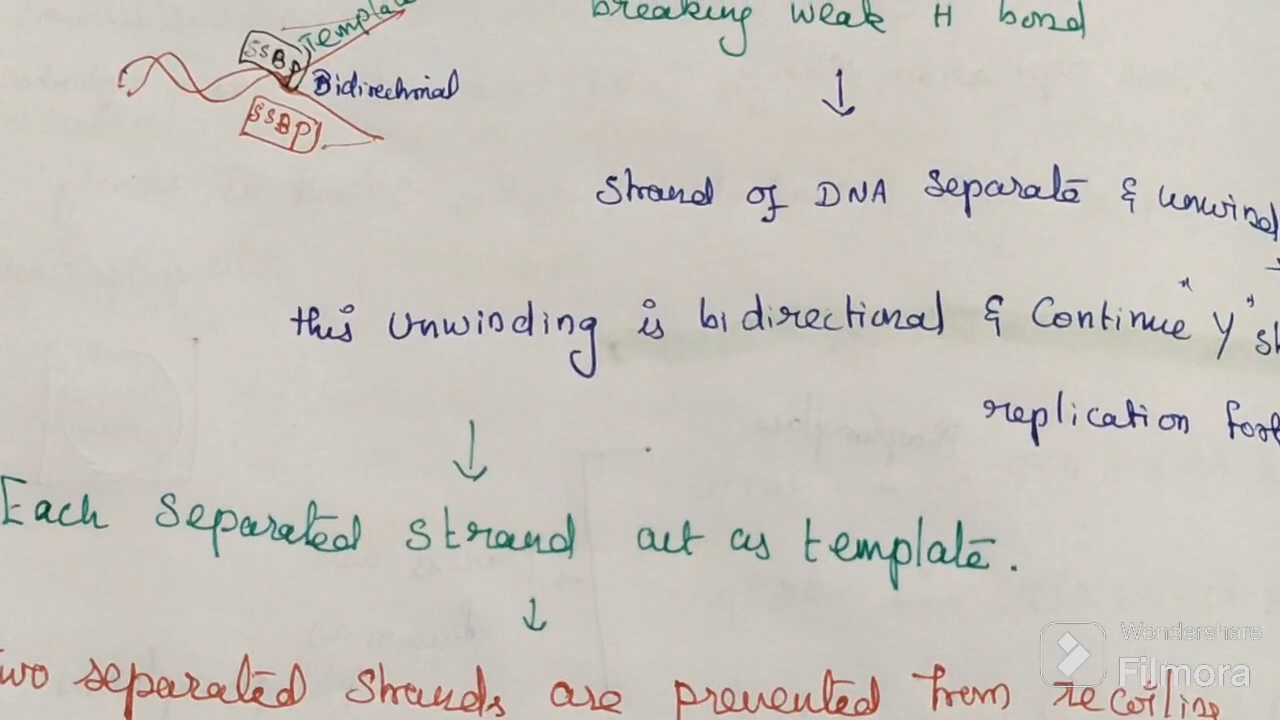 Template
breaking weak H bond
SSBP
Bidirectional
SSBP
Strand of DNA separate & unwind
this unwinding is bidirectional & Continue "Y" sh
replication fork
Each separated strand act as template.
two separated strands are prevented from recoiling
Wondershare
Filmora